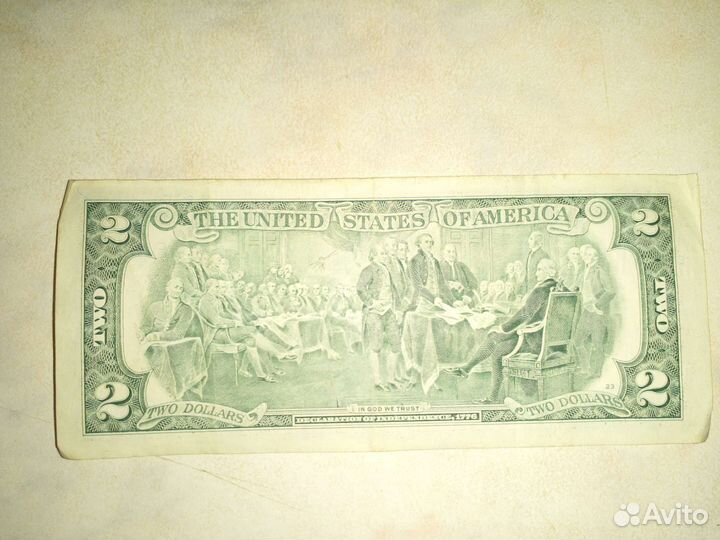 2 THE UNITED STATES OF AMERICA 2
TWO TWO
23
2 TWO DOLLARS IN GOD WE TRUST TWO DOLLARS 2
DECLARATION OF INDEPENDENCE, 1776
Avito